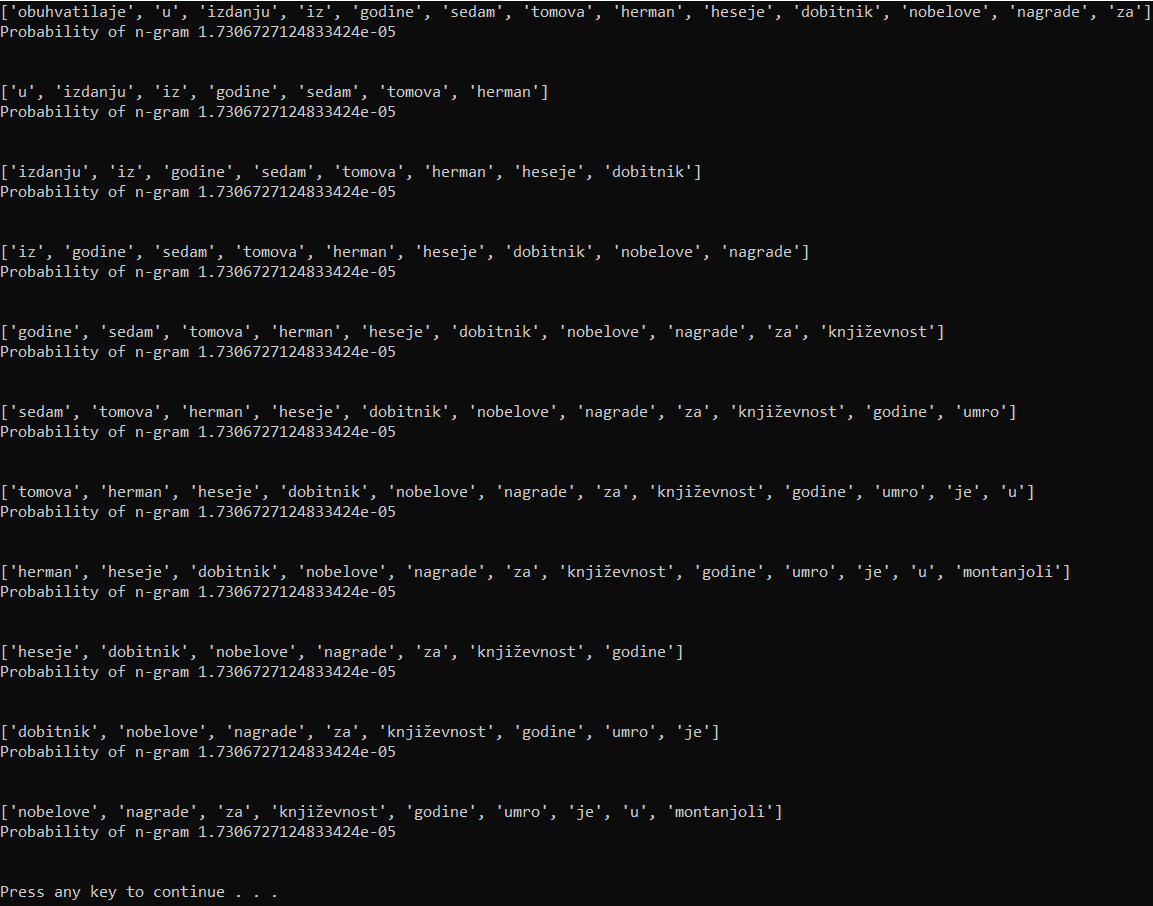 ['obuhvatilaje', 'u', 'izdanju', 'iz', 'godine', 'sedam', 'tomova', 'herman', 'heseje', 'dobitnik', 'nobelove', 'nagrade', 'za']
Probability of n-gram 1.7306727124833424e-05
['u', 'izdanju', 'iz', 'godine', 'sedam', 'tomova', 'herman']
Probability of n-gram 1.7306727124833424e-05
['izdanju', 'iz', 'godine', 'sedam', 'tomova', 'herman', 'heseje', 'dobitnik']
Probability of n-gram 1.7306727124833424e-05
['iz', 'godine', 'sedam', 'tomova', 'herman', 'heseje', 'dobitnik', 'nobelove', 'nagrade']
Probability of n-gram 1.7306727124833424e-05
['godine', 'sedam', 'tomova', 'herman', 'heseje', 'dobitnik', 'nobelove', 'nagrade', 'za', 'književnost']
Probability of n-gram 1.7306727124833424e-05
['sedam', 'tomova', 'herman', 'heseje', 'dobitnik', 'nobelove', 'nagrade', 'za', 'književnost', 'godine', 'umro']
Probability of n-gram 1.7306727124833424e-05
['tomova', 'herman', 'heseje', 'dobitnik', 'nobelove', 'nagrade', 'za', 'književnost', 'godine', 'umro', 'je', 'u']
Probability of n-gram 1.7306727124833424e-05
['herman', 'heseje', 'dobitnik', 'nobelove', 'nagrade', 'za', 'književnost', 'godine', 'umro', 'je', 'u', 'montanjoli']
Probability of n-gram 1.7306727124833424e-05
['heseje', 'dobitnik', 'nobelove', 'nagrade', 'za', 'književnost', 'godine']
Probability of n-gram 1.7306727124833424e-05
['dobitnik', 'nobelove', 'nagrade', 'za', 'književnost', 'godine', 'umro', 'je']
Probability of n-gram 1.7306727124833424e-05
['nobelove', 'nagrade', 'za', 'književnost', 'godine', 'umro', 'je', 'u', 'montanjoli']
Probability of n-gram 1.7306727124833424e-05
Press any key to continue . . .